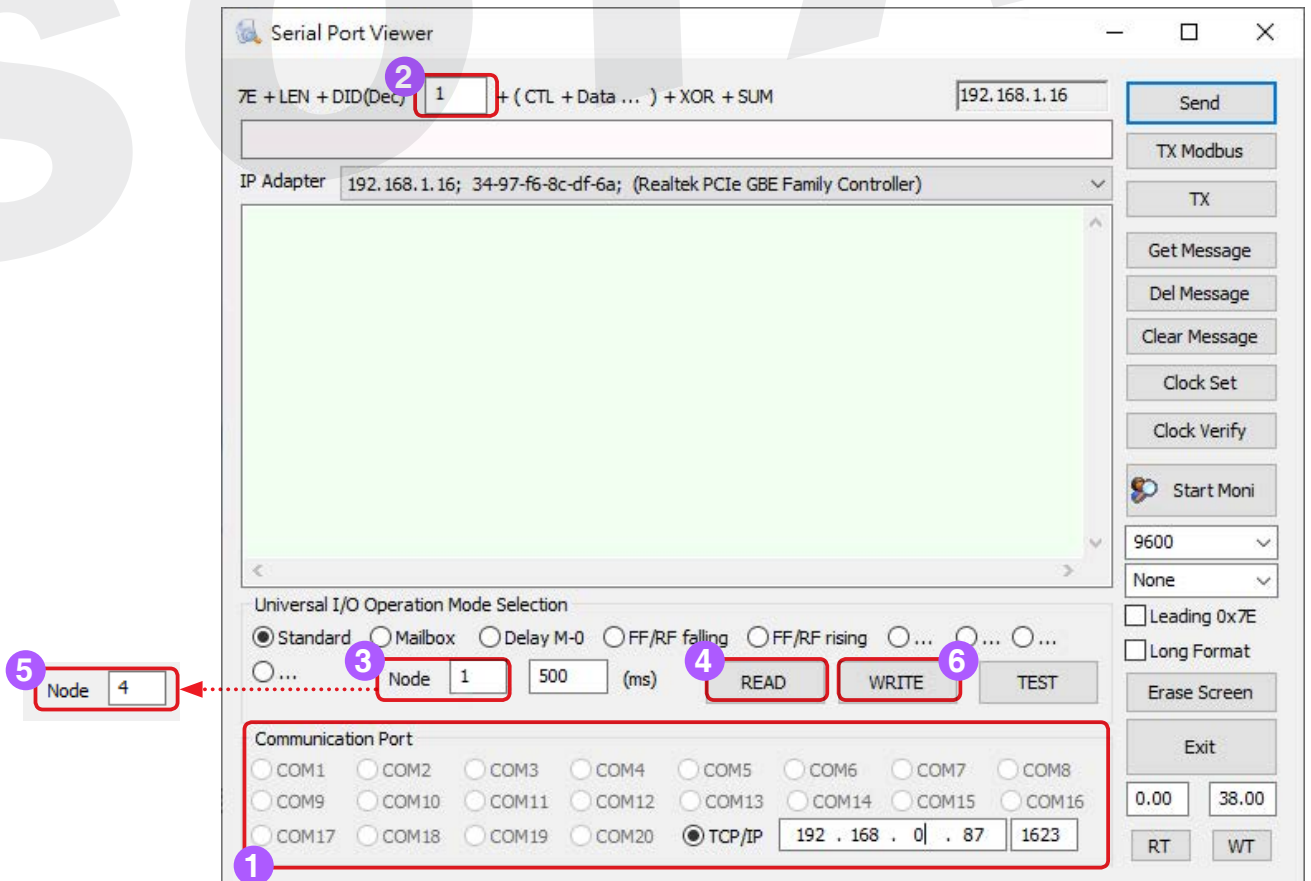 Serial Port Viewer
2
7E + LEN + DID(Dec) 1 + ( CTL + Data ... ) + XOR + SUM 192.168.1.16
Send
TX Modbus
IP Adapter 192.168.1.16; 34-97-f6-8c-df-6a; (Realtek PCIe GBE Family Controller)
TX
Get Message
Del Message
Clear Message
Clock Set
Clock Verify
Start Moni
9600
None
Leading 0x7E
Long Format
Erase Screen
Exit
0.00 38.00
RT WT
Universal I/O Operation Mode Selection
Standard Mailbox Delay M-0 FF/RF falling FF/RF rising ... ... ...
5 3 4 6
Node 4 ... Node 1 500 (ms) READ WRITE TEST
Communication Port
COM1 COM2 COM3 COM4 COM5 COM6 COM7 COM8
COM9 COM10 COM11 COM12 COM13 COM14 COM15 COM16
COM17 COM18 COM19 COM20 TCP/IP 192 . 168 . 0 . 87 1623
1